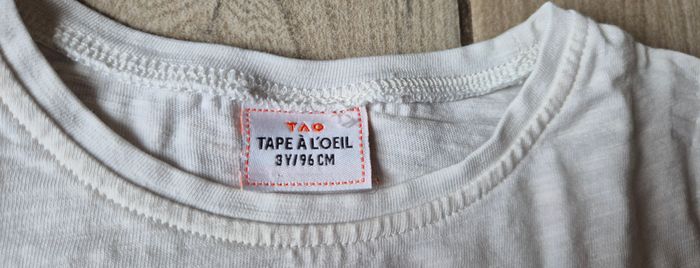 TAO
TAPE À L'OEIL
3Y/96CM